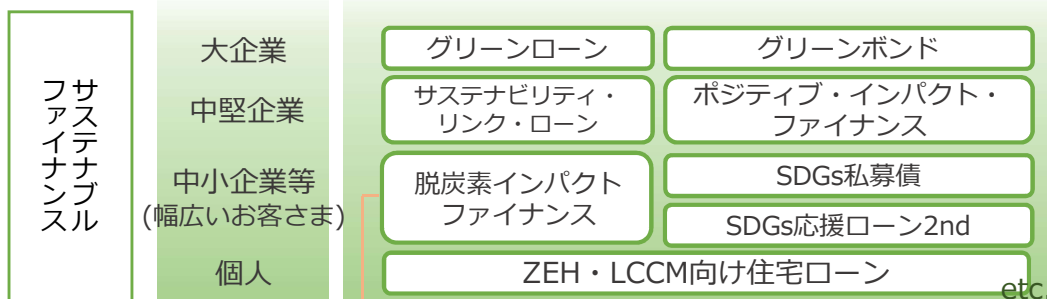 サステナブル
ファイナンス
大企業
グリーンローン
グリーンボンド
中堅企業
サステナビリティ・
リンク・ローン
ポジティブ・インパクト・
ファイナンス
中小企業等
(幅広いお客さま)
脱炭素インパクト
ファイナンス
SDGs私募債
SDGs応援ローン2nd
個人
ZEH・LCCM向け住宅ローン
etc.